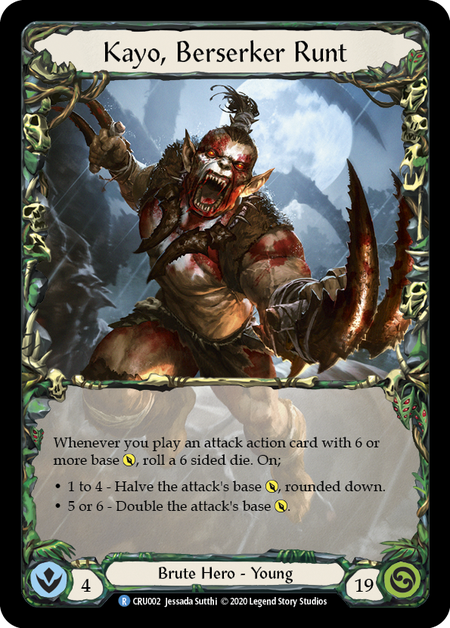 Kayo, Berserker Runt
Whenever you play an attack action card with 6 or
more base , roll a 6 sided die. On;
• 1 to 4 - Halve the attack's base , rounded down.
• 5 or 6 - Double the attack's base .
4
Brute Hero - Young
19
R CRU002 Jessada Sutthi © 2020 Legend Story Studios